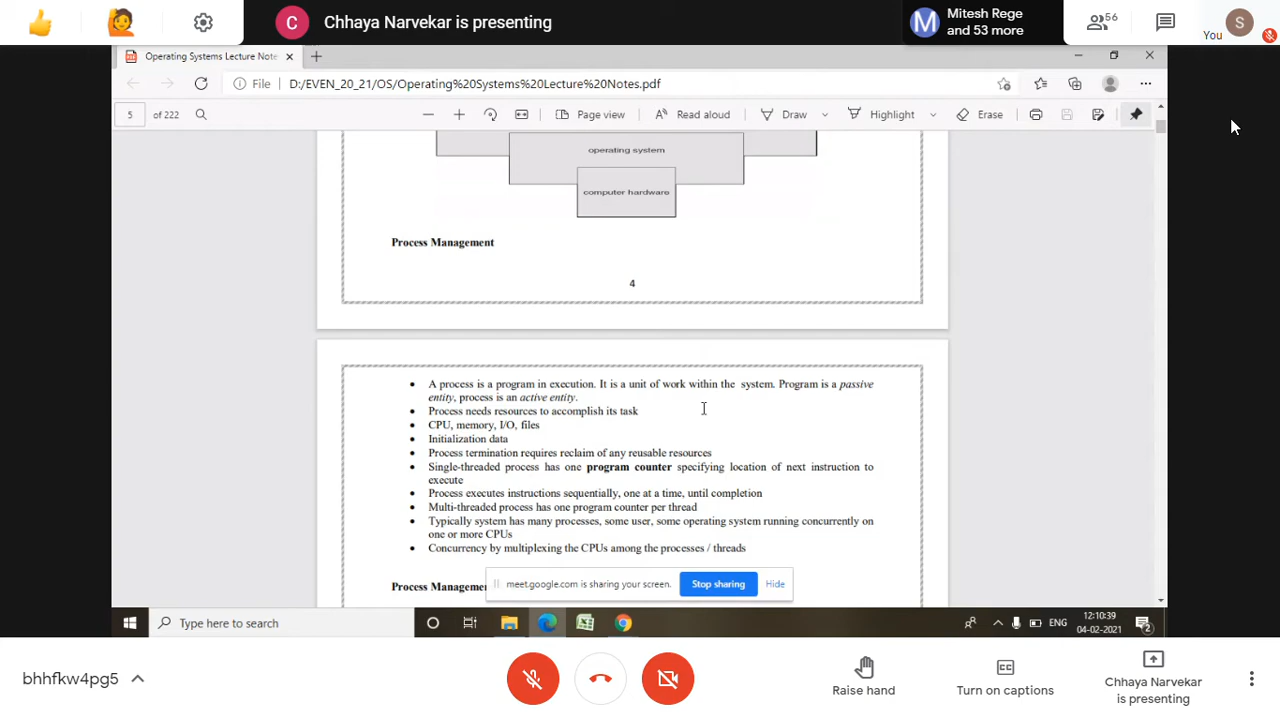 Chhaya Narvekar is presenting
C
M
Mitesh Rege
and 53 more
56
You
S
Operating Systems Lecture Note
File
D:/EVEN_20_21/OS/Operating%20Systems%20Lecture%20Notes.pdf
5
of 222
Page view
Read aloud
Draw
Highlight
Erase
operating system
computer hardware
Process Management
4
• A process is a program in execution. It is a unit of work within the system. Program is a passive
entity, process is an active entity.
• Process needs resources to accomplish its task
• CPU, memory, I/O, files
• Initialization data
• Process termination requires reclaim of any reusable resources
• Single-threaded process has one program counter specifying location of next instruction to
execute
• Process executes instructions sequentially, one at a time, until completion
• Multi-threaded process has one program counter per thread
• Typically system has many processes, some user, some operating system running concurrently on
one or more CPUs
• Concurrency by multiplexing the CPUs among the processes / threads
Process Managemen
meet.google.com is sharing your screen.
Stop sharing
Hide
Type here to search
ENG
12:10:39
04-02-2021
2
bhhfkw4pg5
Raise hand
Turn on captions
Chhaya Narvekar
is presenting